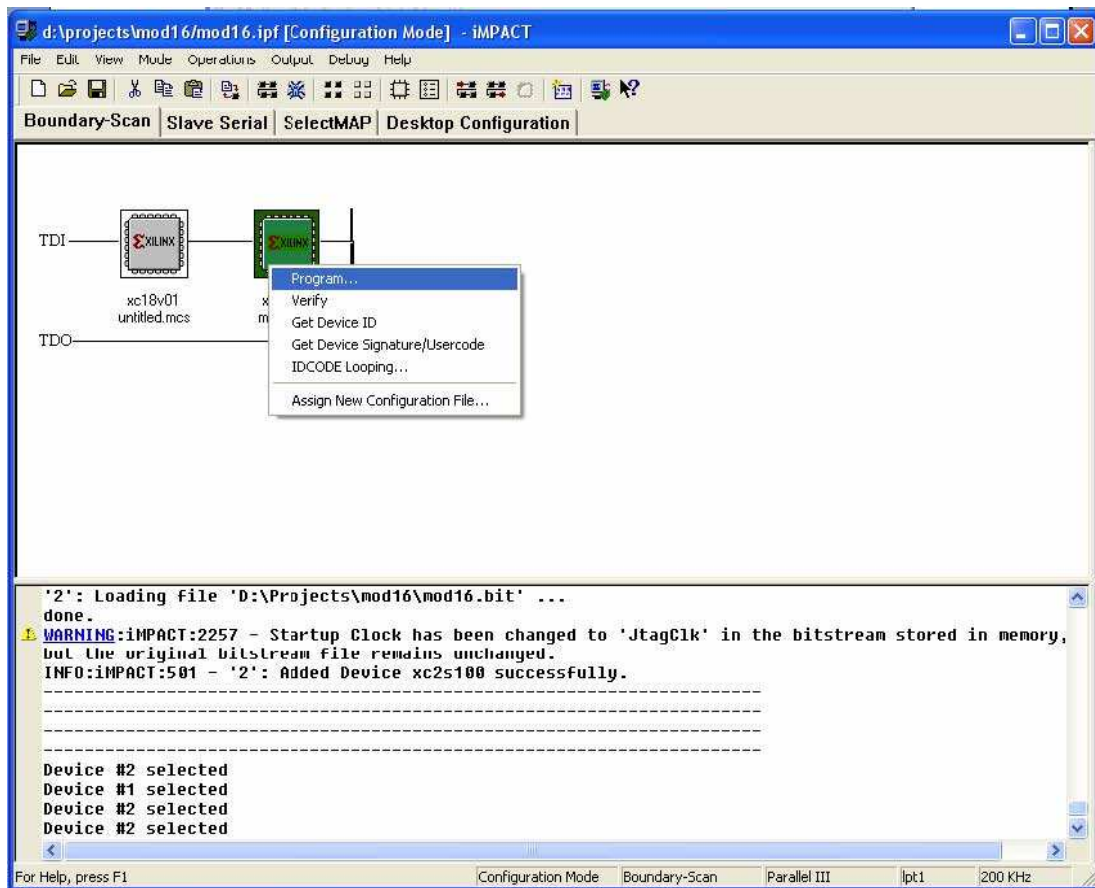 d:\projects\mod16/mod16.ipf [Configuration Mode] - iMPACT
File Edit View Mode Operations Output Debug Help
Boundary-Scan Slave Serial SelectMAP Desktop Configuration
TDI
XILINX
XILINX
xc18v01
untitled.mcs
x
m
TDO
Program...
Verify
Get Device ID
Get Device Signature/Usercode
IDCODE Looping...
Assign New Configuration File...
'2': Loading file 'D:\Projects\mod16\mod16.bit' ...
done.
WARNING:iMPACT:2257 - Startup Clock has been changed to 'JtagClk' in the bitstream stored in memory,
but the original bitstream file remains unchanged.
INFO:iMPACT:501 - '2': Added Device xc2s100 successfully.
----------------------------------------------------------------------
----------------------------------------------------------------------
----------------------------------------------------------------------
----------------------------------------------------------------------
Device #2 selected
Device #1 selected
Device #2 selected
Device #2 selected
For Help, press F1 Configuration Mode Boundary-Scan Parallel III lpt1 200 KHz